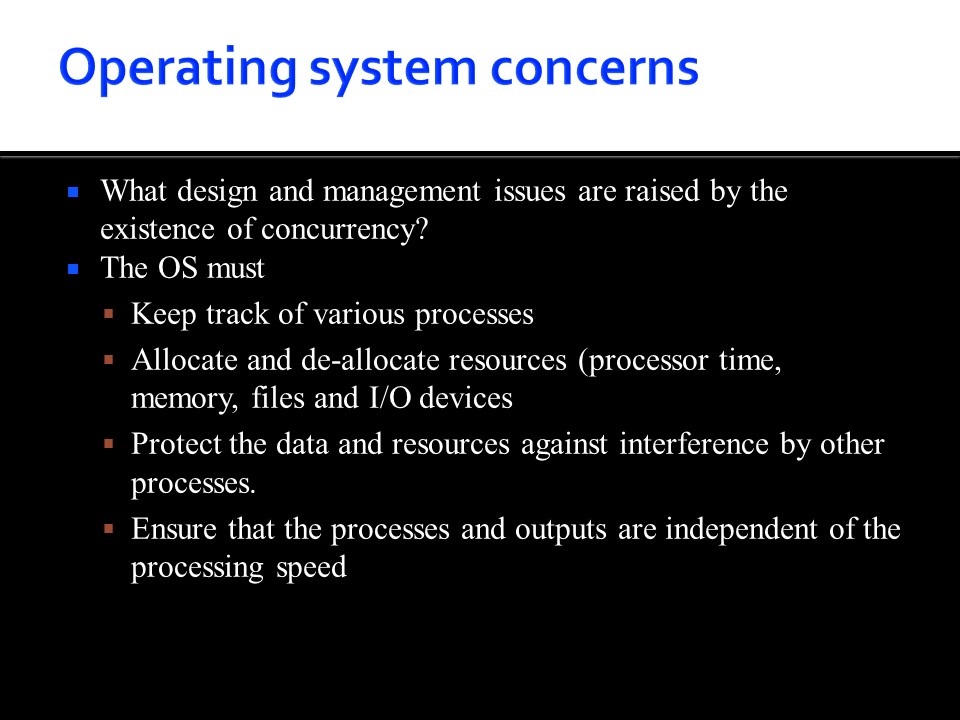 Operating system concerns
What design and management issues are raised by the
existence of concurrency?
The OS must
Keep track of various processes
Allocate and de-allocate resources (processor time,
memory, files and I/O devices
Protect the data and resources against interference by other
processes.
Ensure that the processes and outputs are independent of the
processing speed